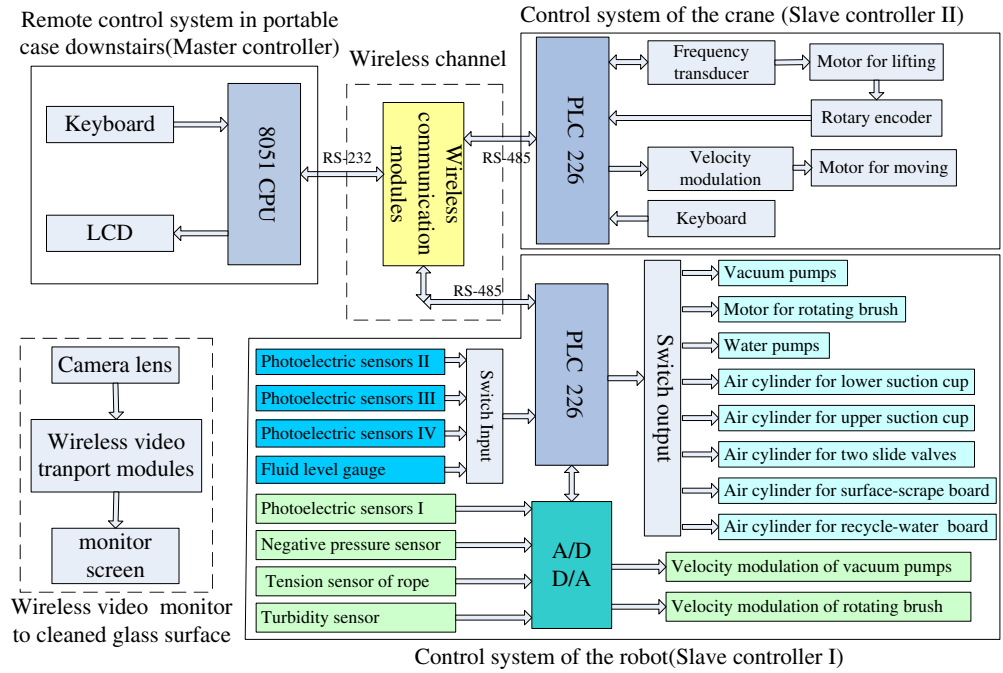 Remote control system in portable
case downstairs(Master controller)
Keyboard
LCD
8051 CPU
RS-232
Wireless channel
Wireless
communication
modules
RS-485
RS-485
Control system of the crane (Slave controller II)
PLC 226
Frequency
transducer
Motor for lifting
Rotary encoder
Velocity
modulation
Motor for moving
Keyboard
Camera lens
Wireless video
tranport modules
monitor
screen
Wireless video monitor
to cleaned glass surface
Photoelectric sensors II
Photoelectric sensors III
Photoelectric sensors IV
Fluid level gauge
Switch Input
Photoelectric sensors I
Negative pressure sensor
Tension sensor of rope
Turbidity sensor
PLC 226
A/D
D/A
Switch output
Vacuum pumps
Motor for rotating brush
Water pumps
Air cylinder for lower suction cup
Air cylinder for upper suction cup
Air cylinder for two slide valves
Air cylinder for surface-scrape board
Air cylinder for recycle-water board
Velocity modulation of vacuum pumps
Velocity modulation of rotating brush
Control system of the robot(Slave controller I)